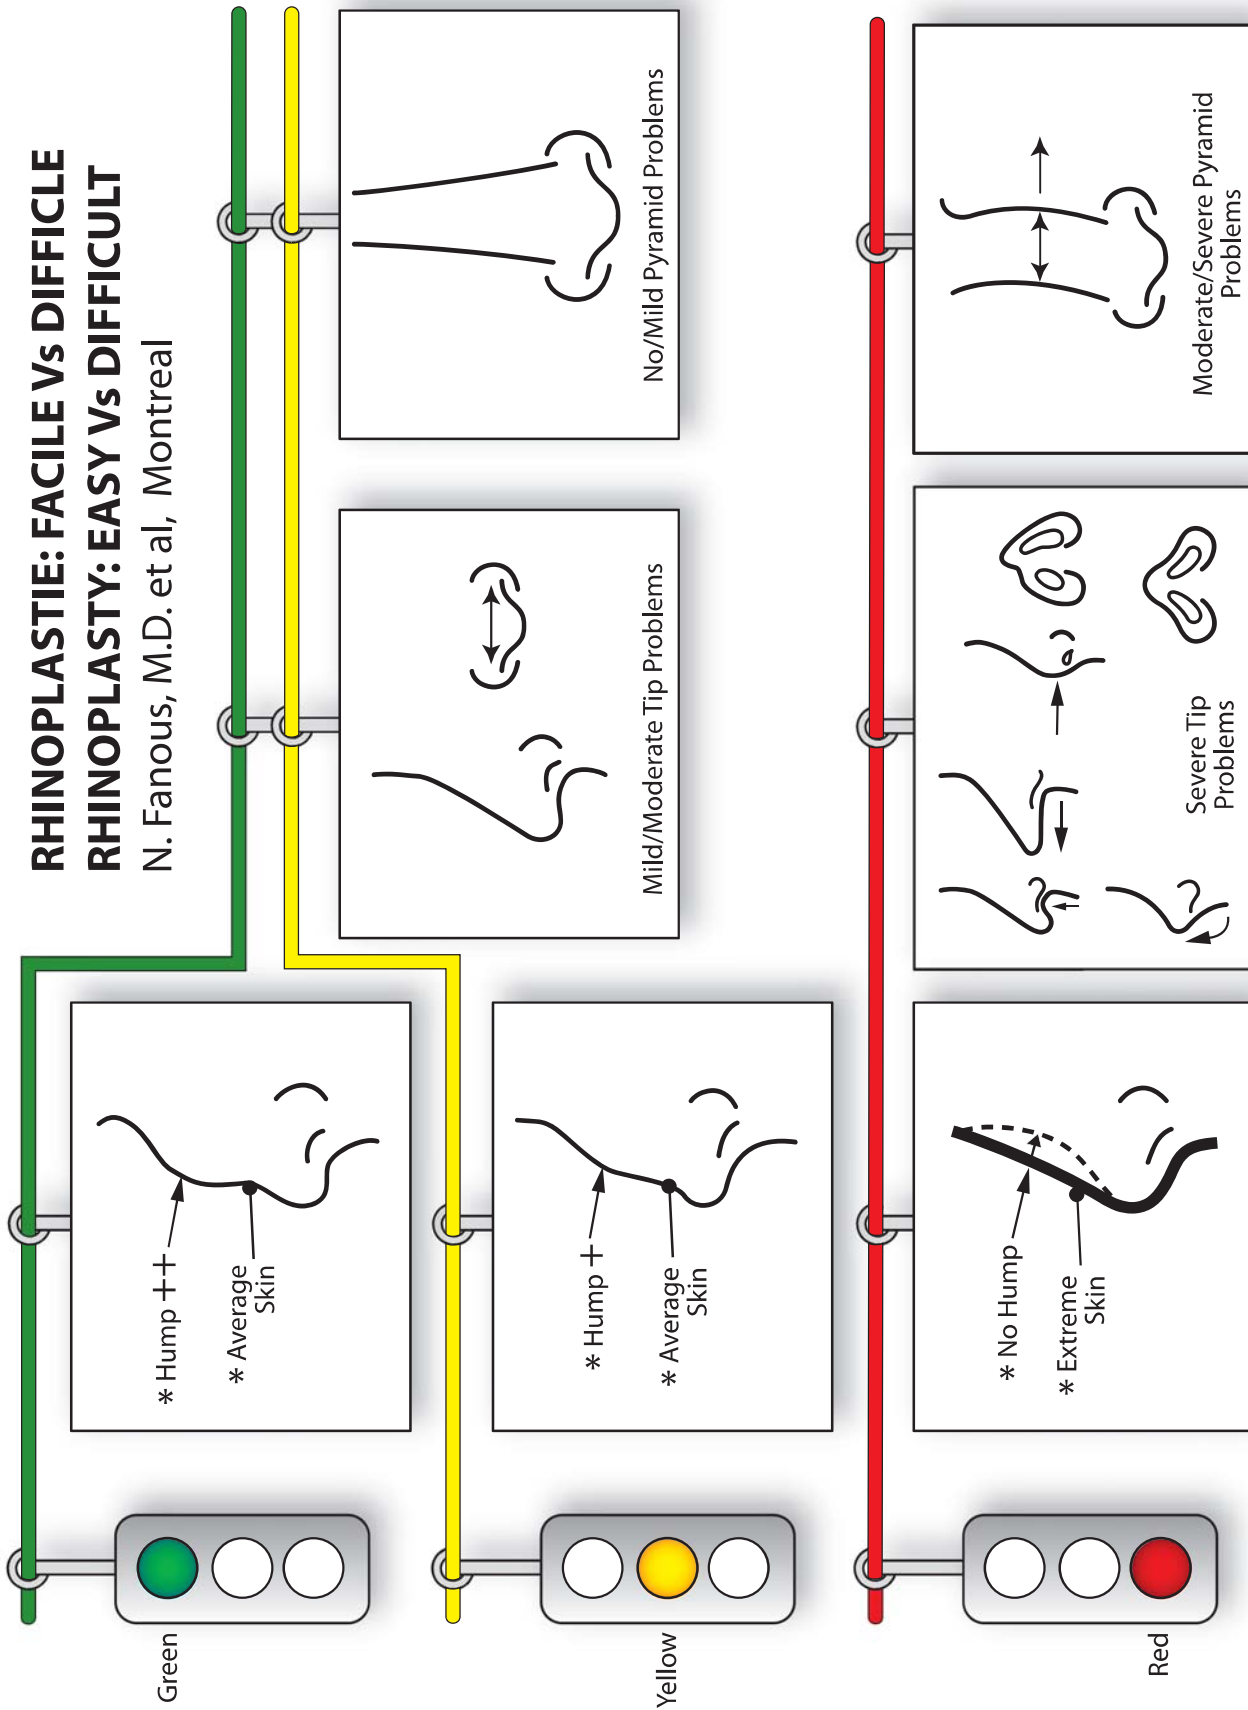 RHINOPLASTIE: FACILE Vs DIFFICLE
RHINOPLASTY: EASY Vs DIFFICULT
N. Fanous, M.D. et al, Montreal
Green
* Hump ++
* Average
Skin
Yellow
* Hump +
* Average
Skin
Mild/Moderate Tip Problems
No/Mild Pyramid Problems
Red
* No Hump
* Extreme
Skin
Severe Tip
Problems
Moderate/Severe Pyramid
Problems